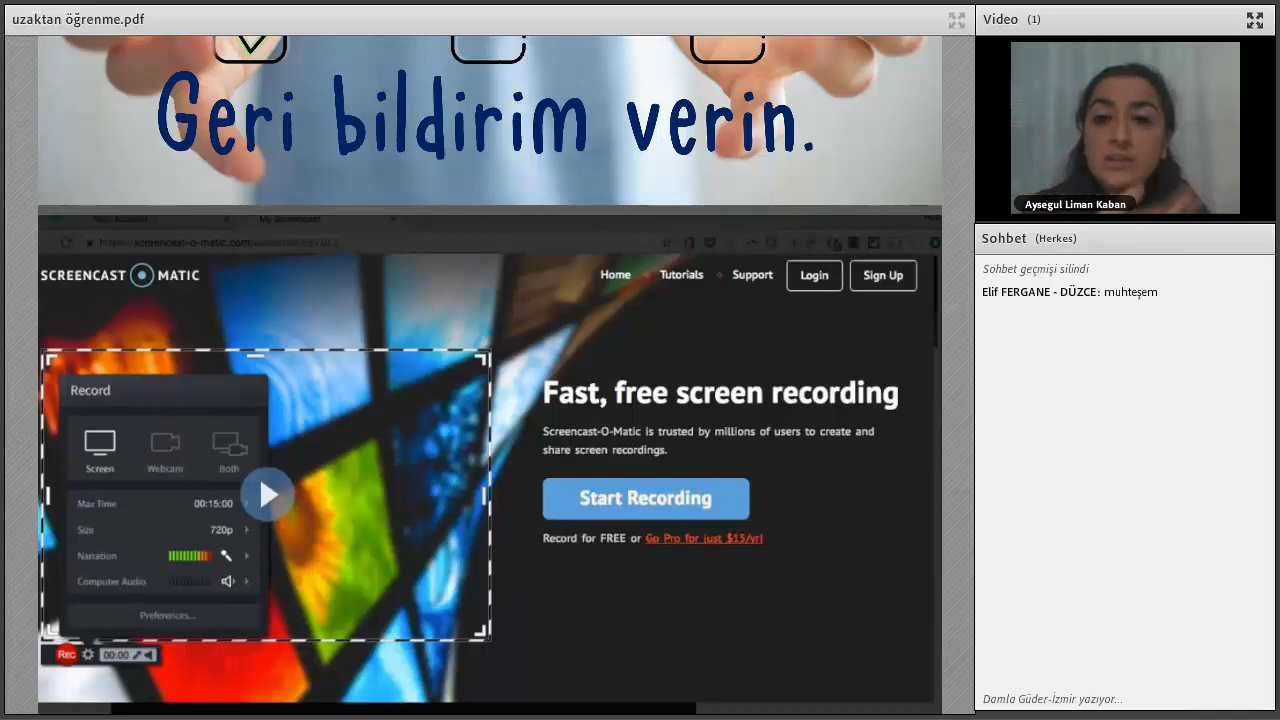 uzaktan öğrenme.pdf
Video (1)
Geri bildirim verin.
Aysegul Liman Kaban
Sohbet (Herkes)
Sohbet geçmişi silindi
Elif FERGANE - DÜZCE: muhteşem
My Screencast
SCREENCAST MATIC
Home Tutorials Support Login Sign Up
Record
Screen Webcam Both
Max Time 00:15:00
Size 720p
Narration
Computer Audio
Preferences...
Rec 00:00
Fast, free screen recording
Screencast-O-Matic is trusted by millions of users to create and
share screen recordings.
Start Recording
Record for FREE or Go Pro for just $15/yr!
Damla Güder-İzmir yazıyor...